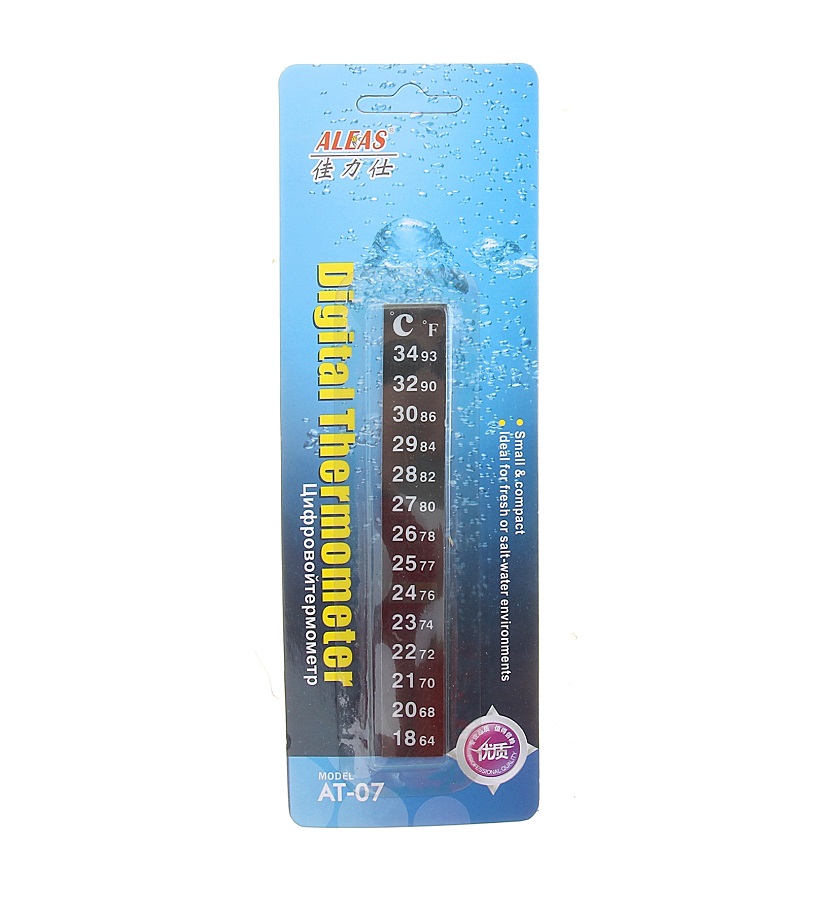 ALEAS®
佳力仕
Digital Thermometer
Цифровойтермометр
°C °F
34 93
32 90
30 86
29 84
28 82
27 80
26 78
25 77
24 76
23 74
22 72
21 70
20 68
18 64
• Small & compact
• Ideal for fresh or salt-water environments
优质
PROFESSIONAL QUALITY
MODEL
AT-07